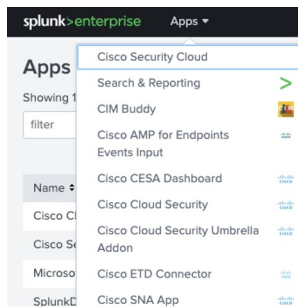 splunk>enterprise Apps
Apps
Showing 1
filter
Name
Cisco Cl
Cisco Se
Microso
SplunkD
Cisco Security Cloud
Search & Reporting
CIM Buddy
Cisco AMP for Endpoints
Events Input
Cisco CESA Dashboard
Cisco Cloud Security
Cisco Cloud Security Umbrella
Addon
Cisco ETD Connector
Cisco SNA App